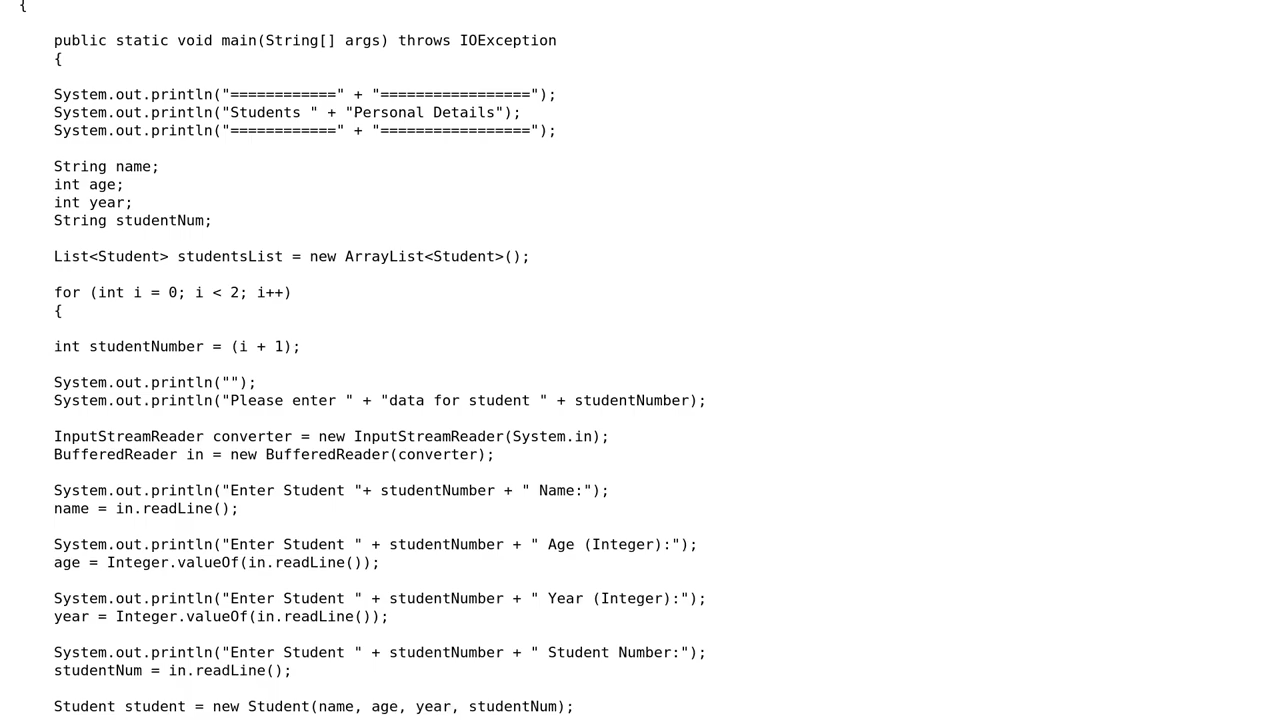 {
public static void main(String[] args) throws IOException
{
System.out.println("============" + "=================");
System.out.println("Students " + "Personal Details");
System.out.println("============" + "=================");
String name;
int age;
int year;
String studentNum;
List<Student> studentsList = new ArrayList<Student>();
for (int i = 0; i < 2; i++)
{
int studentNumber = (i + 1);
System.out.println("");
System.out.println("Please enter " + "data for student " + studentNumber);
InputStreamReader converter = new InputStreamReader(System.in);
BufferedReader in = new BufferedReader(converter);
System.out.println("Enter Student "+ studentNumber + " Name:");
name = in.readLine();
System.out.println("Enter Student " + studentNumber + " Age (Integer):");
age = Integer.valueOf(in.readLine());
System.out.println("Enter Student " + studentNumber + " Year (Integer):");
year = Integer.valueOf(in.readLine());
System.out.println("Enter Student " + studentNumber + " Student Number:");
studentNum = in.readLine();
Student student = new Student(name, age, year, studentNum);